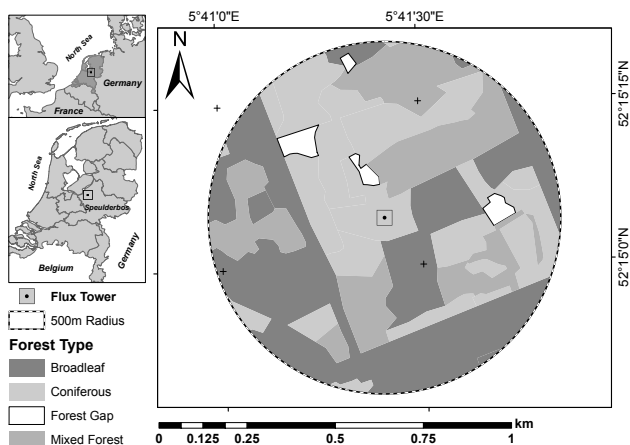 5°41'0"E
5°41'30"E
North Sea
Germany
France
North Sea
Speulderbos
Germany
Belgium
N
52°15'15"N
52°15'0"N
Flux Tower
500m Radius
Forest Type
Broadleaf
Coniferous
Forest Gap
Mixed Forest
km
0 0.125 0.25 0.5 0.75 1